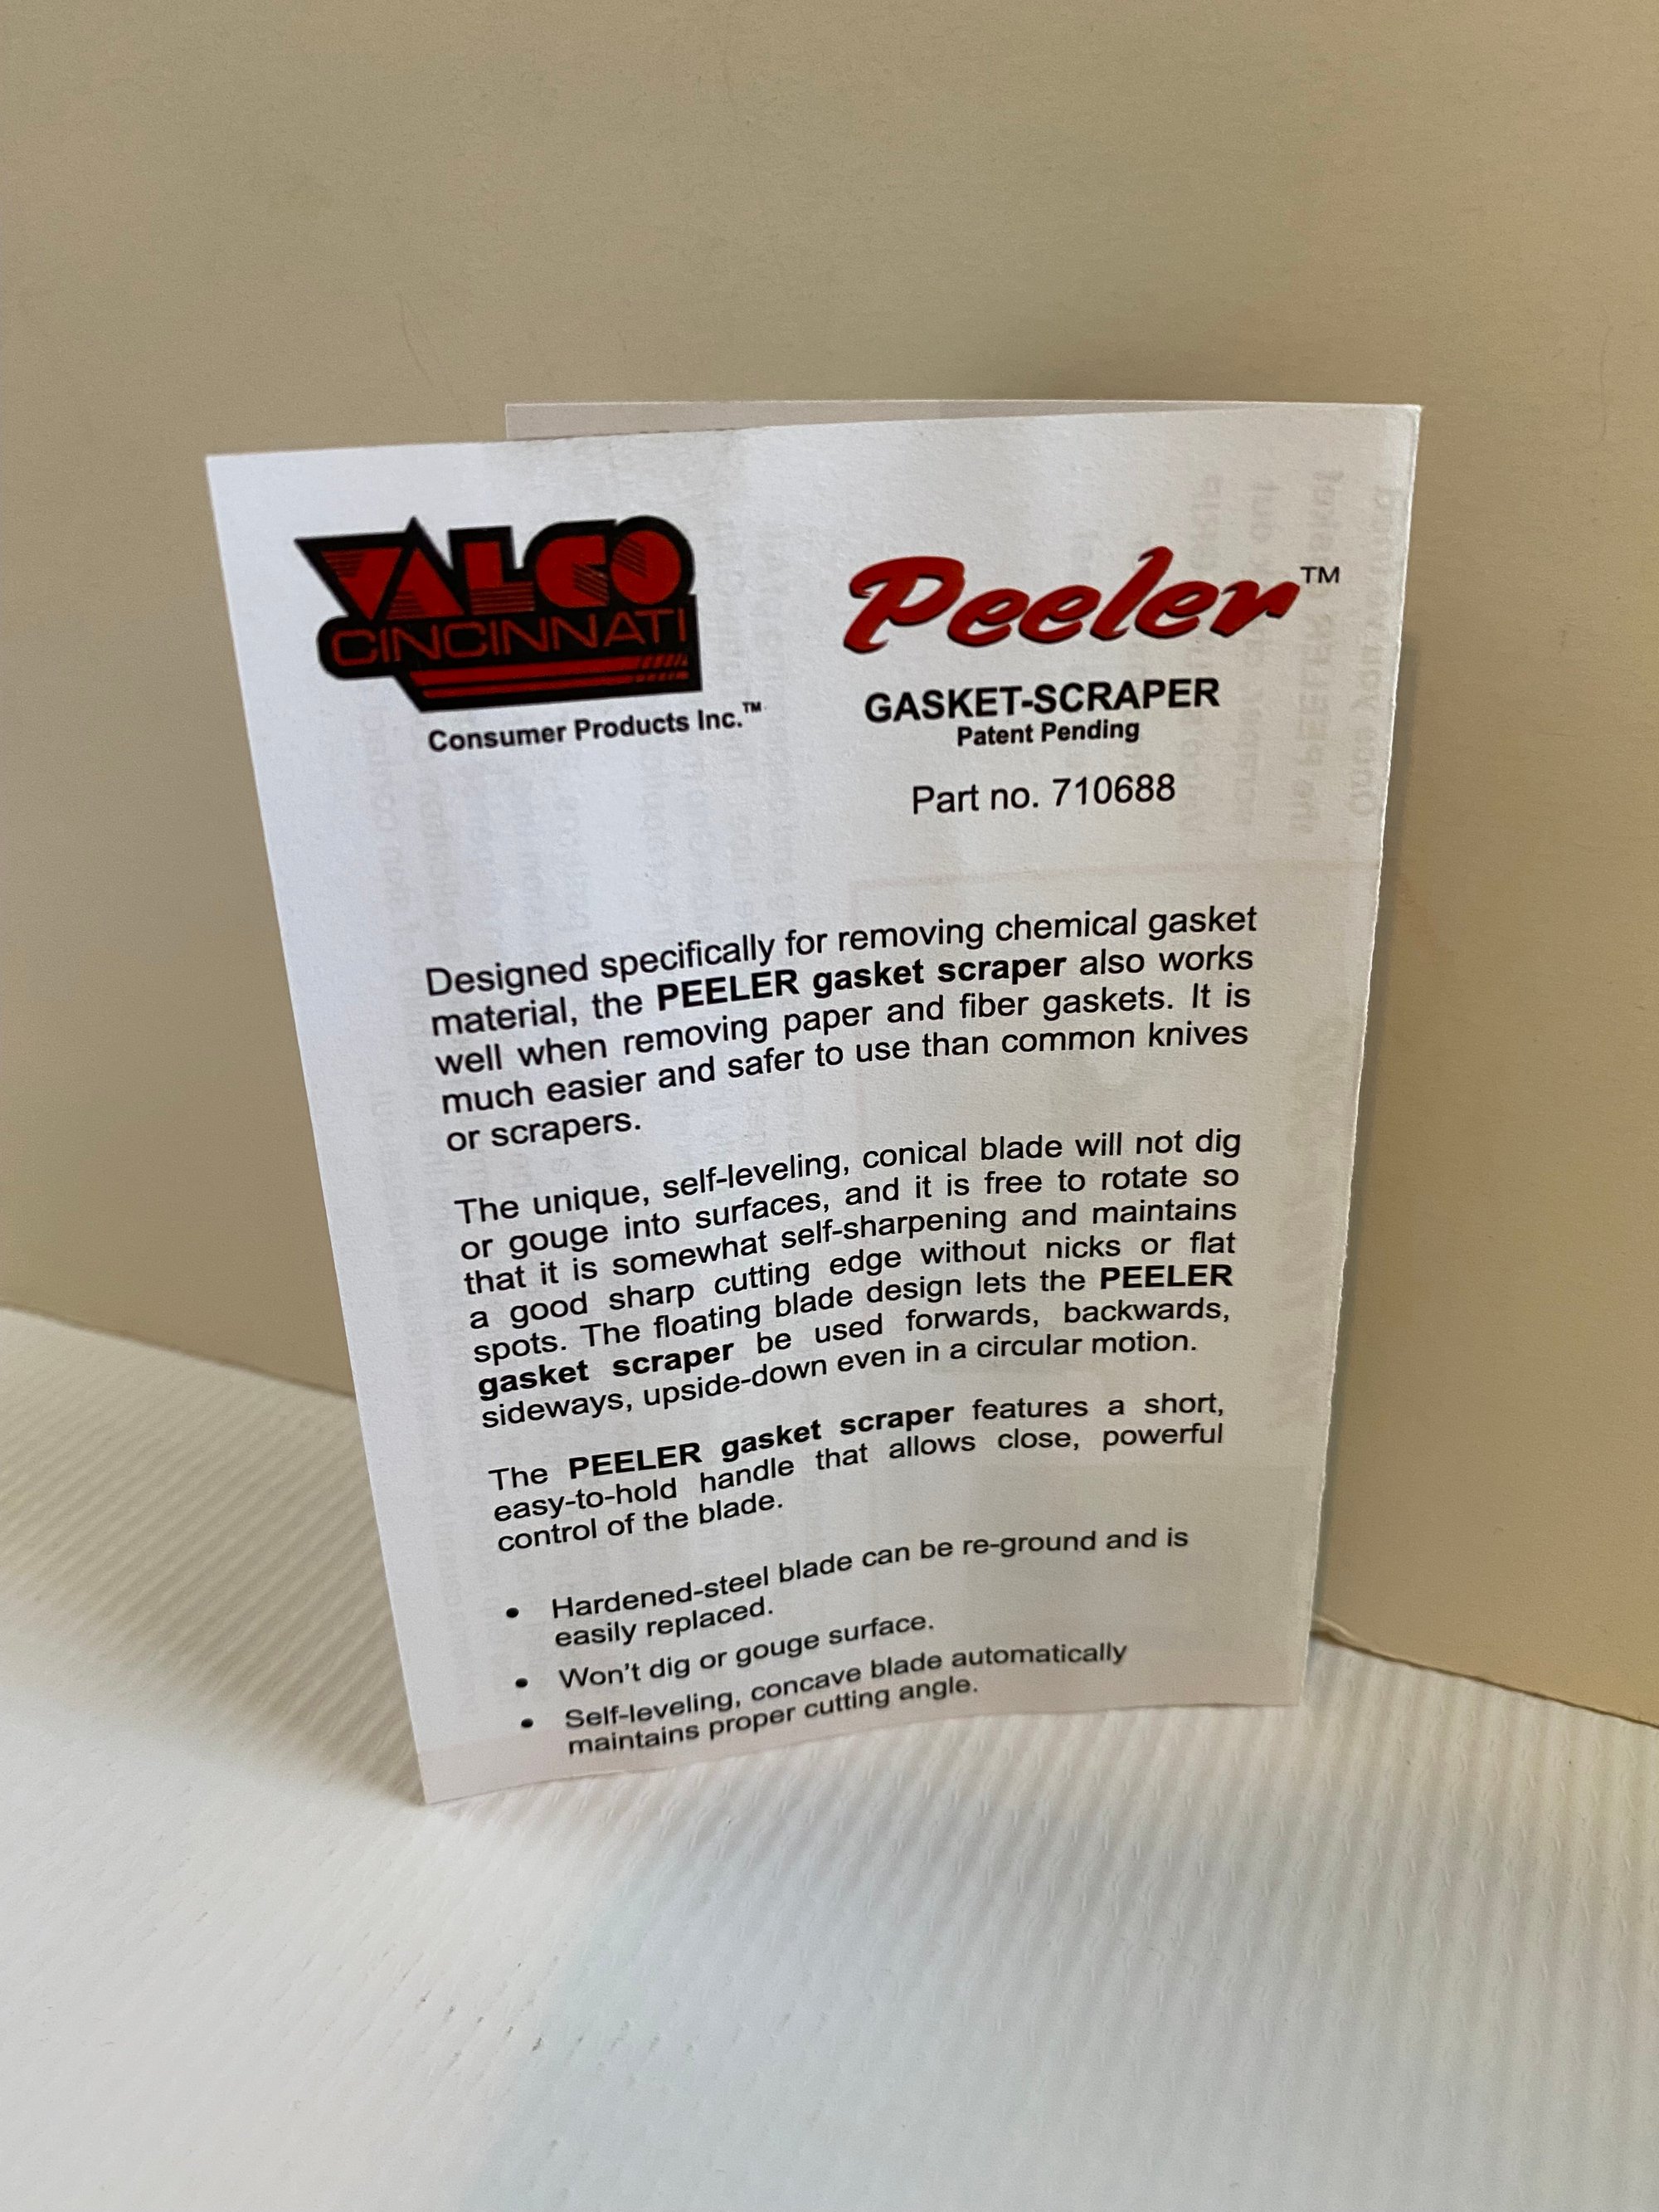 VALCO
CINCINNATI
Consumer Products Inc.™
Peeler™
GASKET-SCRAPER
Patent Pending
Part no. 710688
Designed specifically for removing chemical gasket
material, the PEELER gasket scraper also works
well when removing paper and fiber gaskets. It is
much easier and safer to use than common knives
or scrapers.
The unique, self-leveling, conical blade will not dig
or gouge into surfaces, and it is free to rotate so
that it is somewhat self-sharpening and maintains
a good sharp cutting edge without nicks or flat
spots. The floating blade design lets the PEELER
gasket scraper be used forwards, backwards,
sideways, upside-down even in a circular motion.
The PEELER gasket scraper features a short,
easy-to-hold handle that allows close, powerful
control of the blade.
• Hardened-steel blade can be re-ground and is
easily replaced.
• Won't dig or gouge surface.
• Self-leveling, concave blade automatically
maintains proper cutting angle.